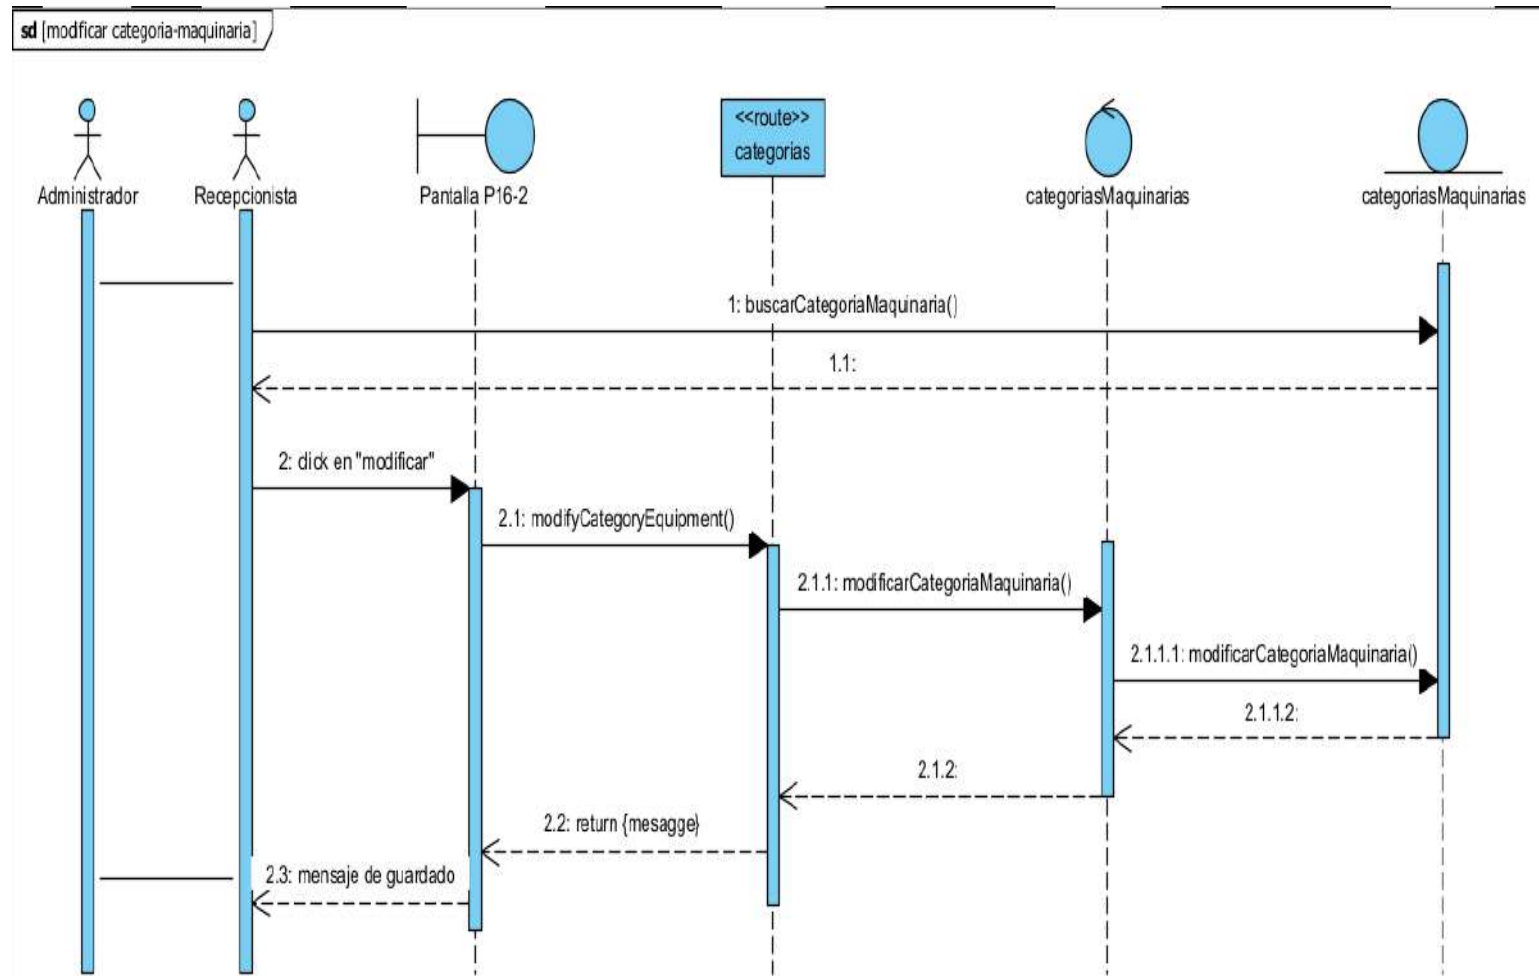 sd [modficar categoria-maquinaria]
Administrador
Recepcionista
Pantalla P16-2
<<route>>
categorias
categoriasMaquinarias
categoriasMaquinarias
1: buscarCategoriaMaquinaria()
1.1:
2: click en "modificar"
2.1: modifyCategoryEquipment()
2.1.1: modificarCategoriaMaquinaria()
2.1.1.1: modificarCategoriaMaquinaria()
2.1.1.2:
2.1.2:
2.2: return {mesagge}
2.3: mensaje de guardado